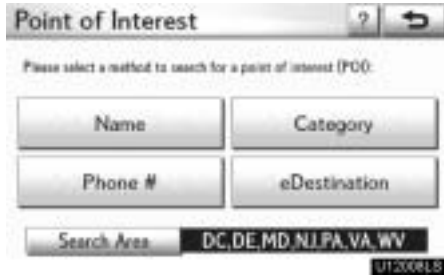 Point of Interest ?
Please select a method to search for a point of interest (POI):
Name Category
Phone # eDestination
Search Area DC,DE,MD,NJ,PA,VA,WV
U12008LS